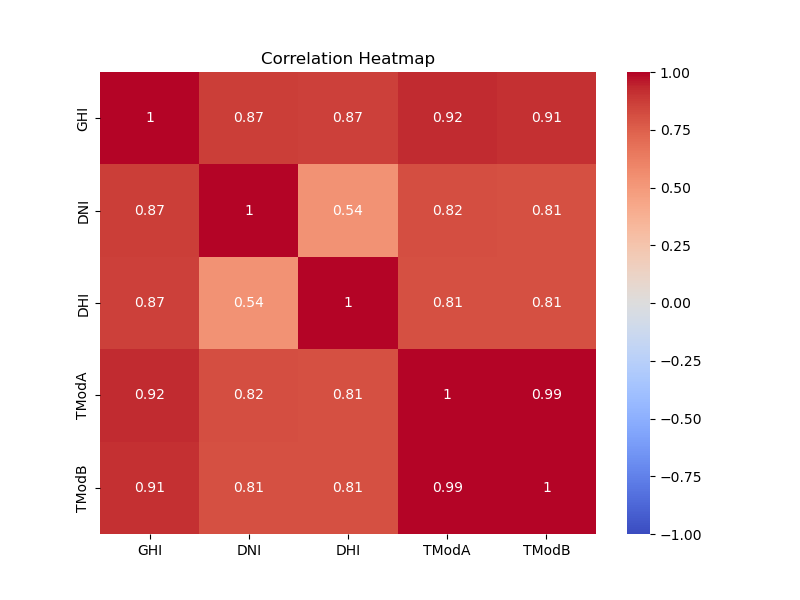 Correlation Heatmap
GHI 1 0.87 0.87 0.92 0.91
DNI 0.87 1 0.54 0.82 0.81
DHI 0.87 0.54 1 0.81 0.81
TModA 0.92 0.82 0.81 1 0.99
TModB 0.91 0.81 0.81 0.99 1
GHI DNI DHI TModA TModB
1.00
0.75
0.50
0.25
0.00
−0.25
−0.50
−0.75
−1.00